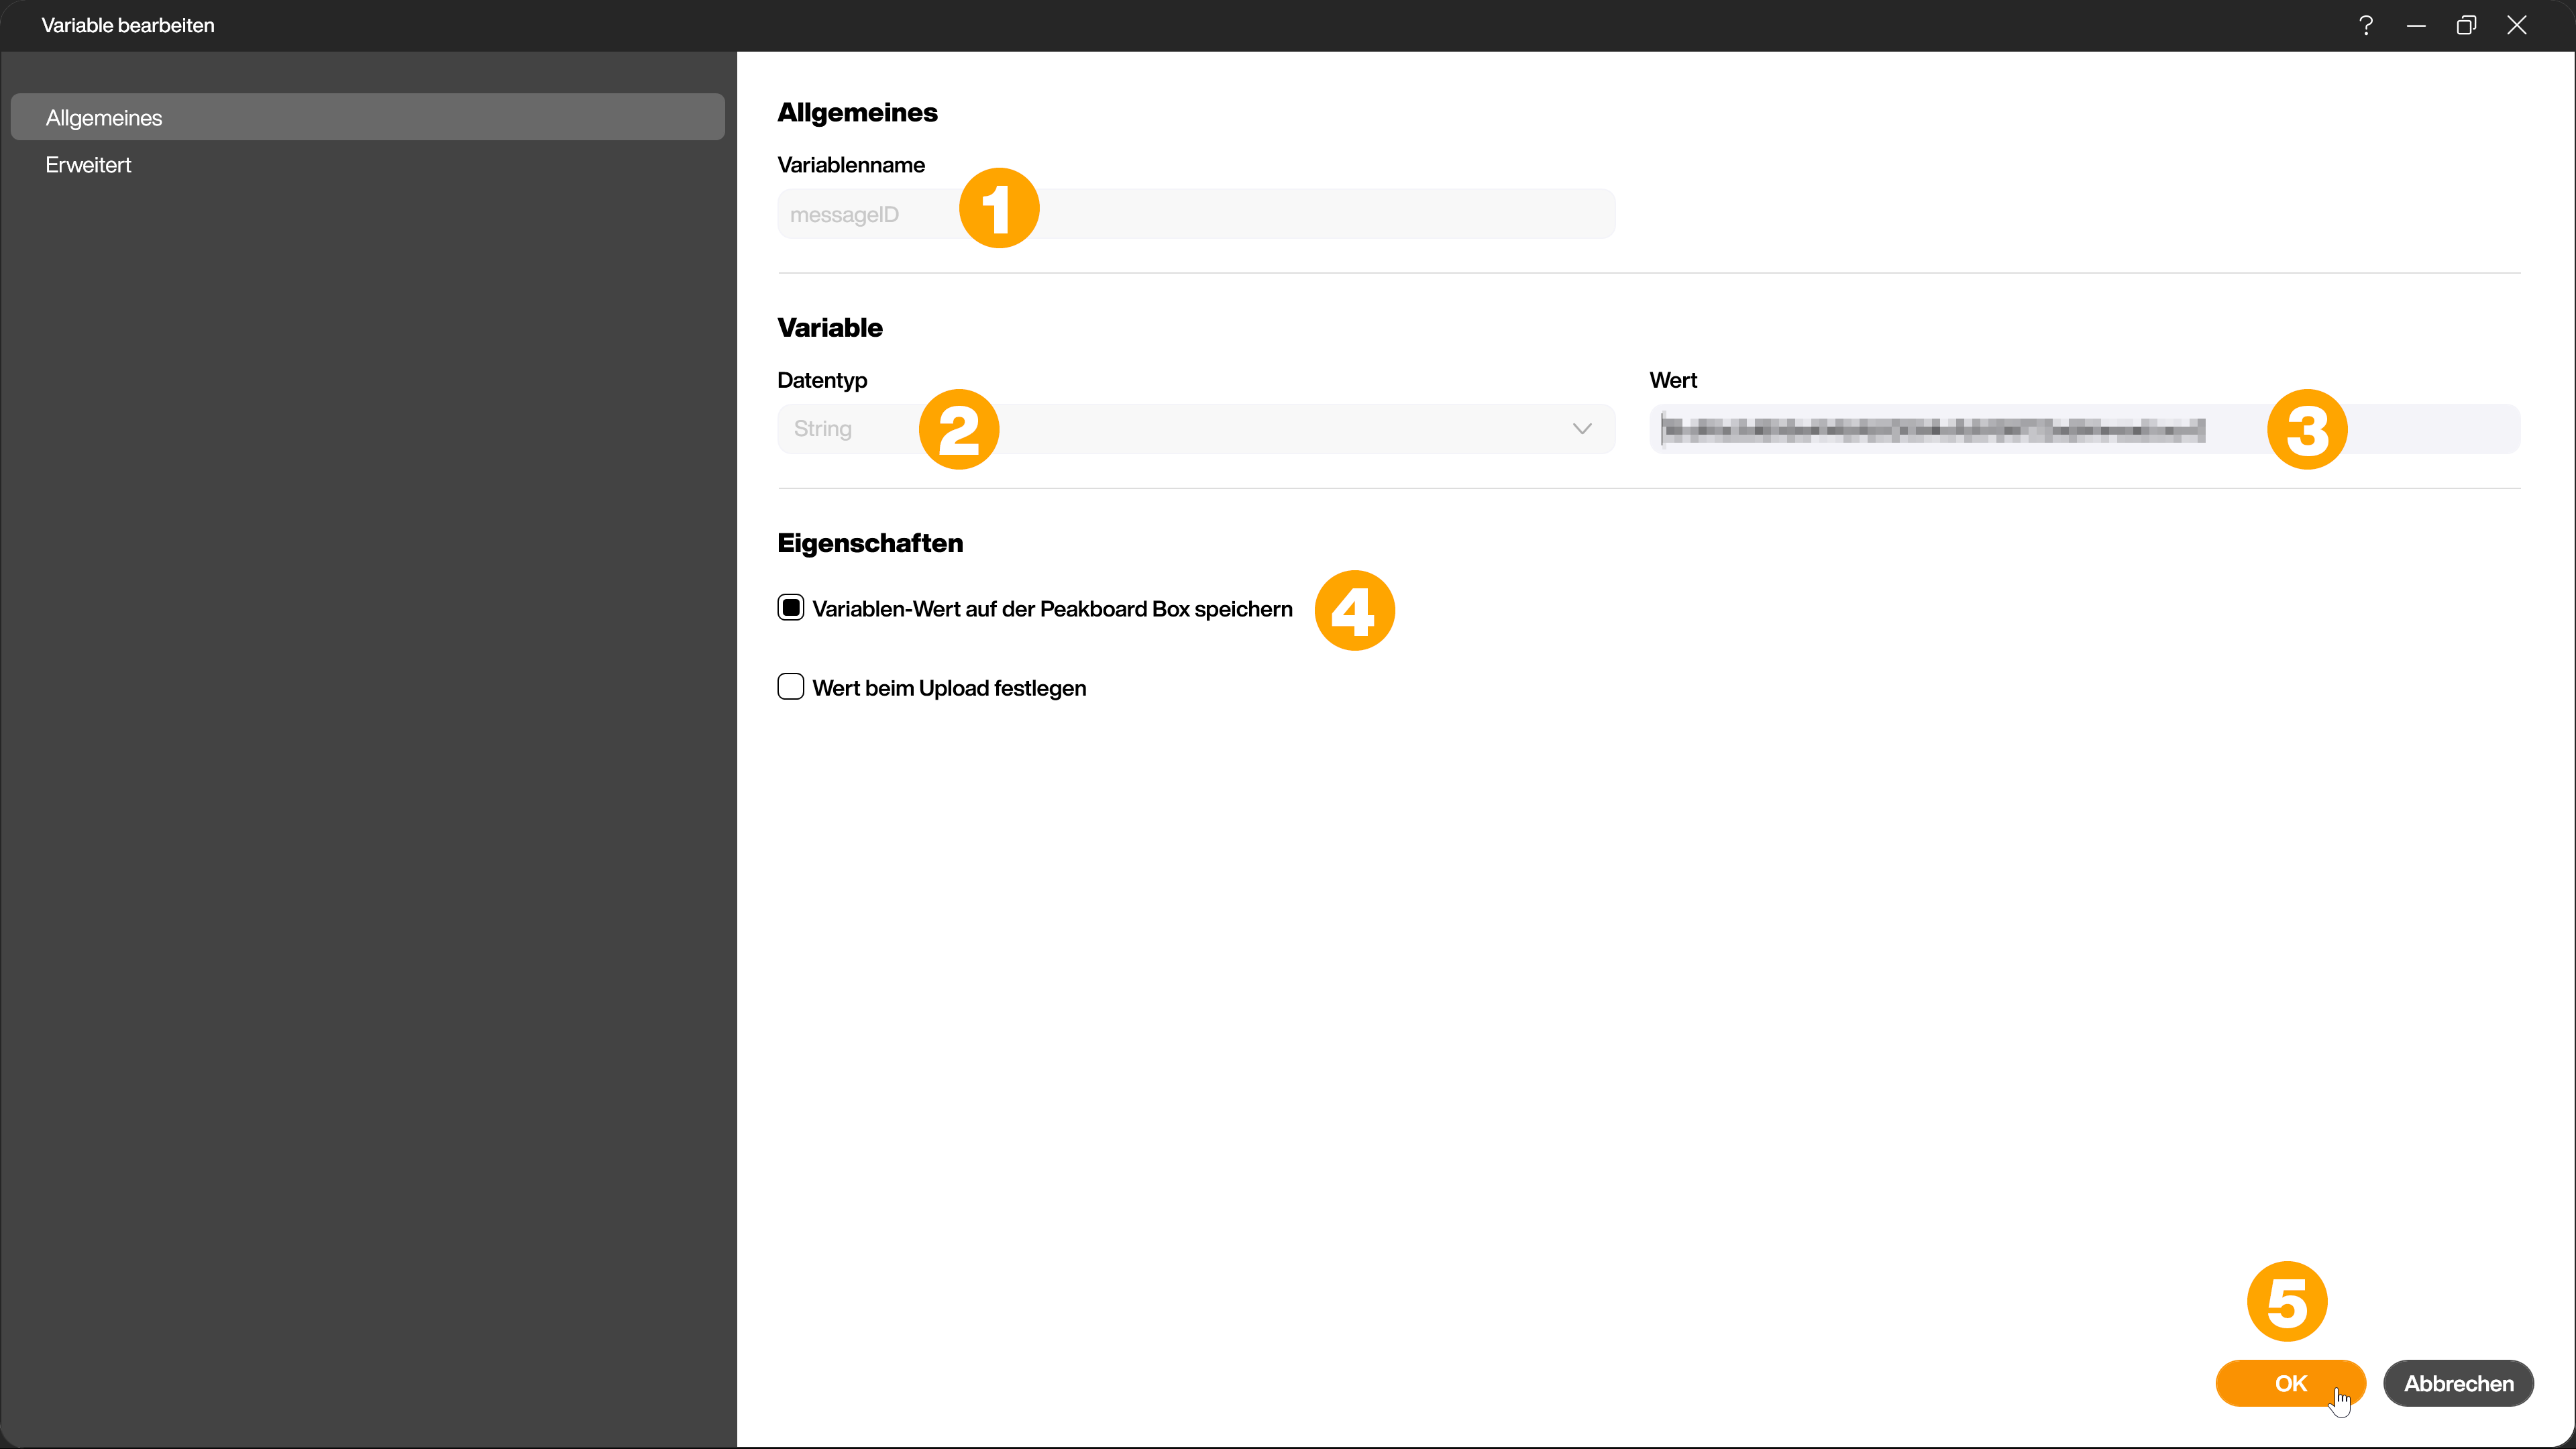 Variable bearbeiten
Allgemeines
Erweitert
Allgemeines
Variablenname
messageID
1
Variable
Datentyp
Wert
String
2
3
Eigenschaften
Variablen-Wert auf der Peakboard Box speichern
4
Wert beim Upload festlegen
5
OK
Abbrechen